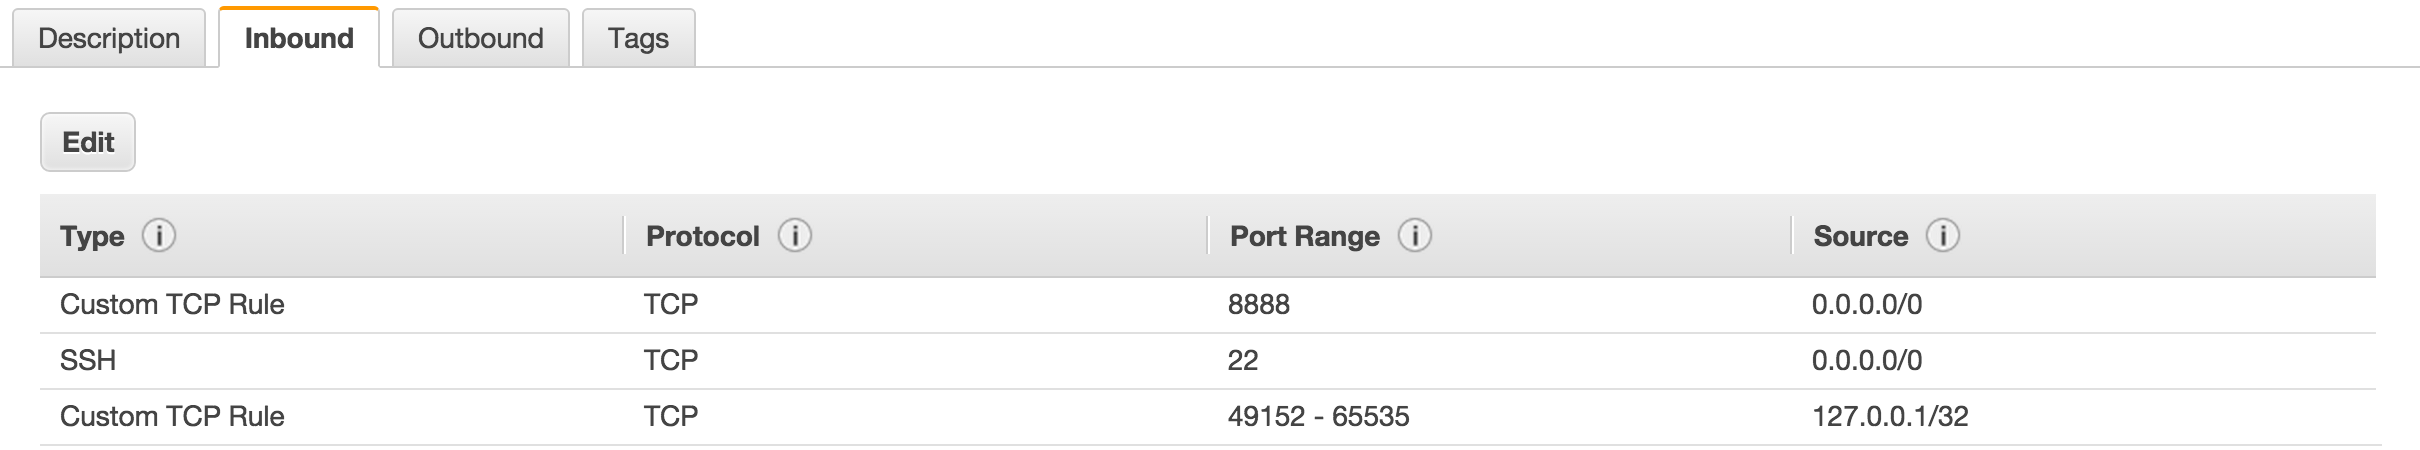 Description Inbound Outbound Tags
Edit
Type Protocol Port Range Source
Custom TCP Rule TCP 8888 0.0.0.0/0
SSH TCP 22 0.0.0.0/0
Custom TCP Rule TCP 49152 - 65535 127.0.0.1/32